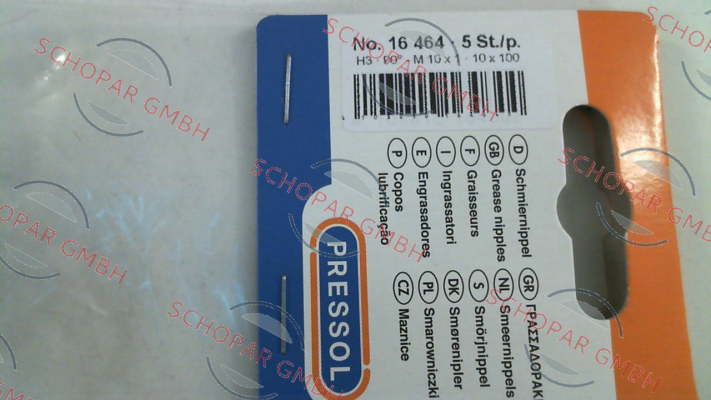 No. 16 464 - 5 St./p.
H3 - 90° - M 10 x 1 - 10 x 100
D Schmiernippel
GB Grease nipples
F Graisseurs
I Ingrassatori
E Engrasadores
P Copos
lubrificação
GR ΓΡΑΣΣΑΔΟΡΑΚΙ
NL Smeernippels
S Smörjnippel
DK Smørenipler
PL Smarowniczki
CZ Maznice
PRESSOL
SCHOPAR GMBH
SCHOPAR GMBH
SCHOPAR GMBH
SCHOPAR GMBH
SCHOPAR GMBH
SCHOPAR GMBH
SCHOPAR GMBH